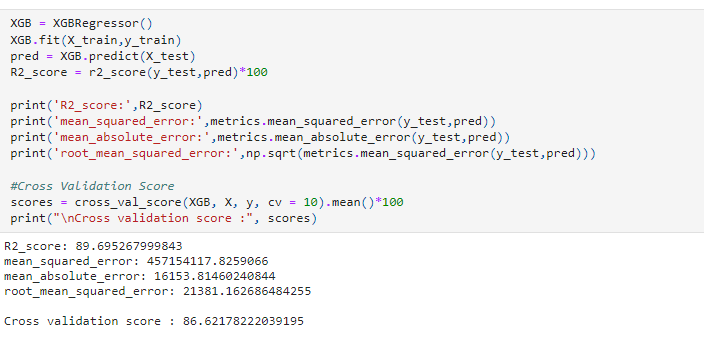 XGB = XGBRegressor()
XGB.fit(X_train,y_train)
pred = XGB.predict(X_test)
R2_score = r2_score(y_test,pred)*100
print('R2_score:',R2_score)
print('mean_squared_error:',metrics.mean_squared_error(y_test,pred))
print('mean_absolute_error:',metrics.mean_absolute_error(y_test,pred))
print('root_mean_squared_error:',np.sqrt(metrics.mean_squared_error(y_test,pred)))
#Cross Validation Score
scores = cross_val_score(XGB, X, y, cv = 10).mean()*100
print("\nCross validation score :", scores)
R2_score: 89.695267999843
mean_squared_error: 457154117.8259066
mean_absolute_error: 16153.81460240844
root_mean_squared_error: 21381.162686484255
Cross validation score : 86.62178222039195